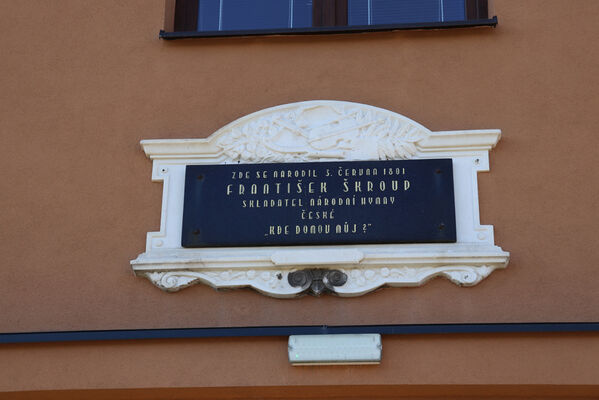 ZDE SE NARODIL 3. ČERVNA 1801
FRANTIŠEK ŠKROUP
SKLADATEL NÁRODNÍ HYMNY
ČESKÉ
„KDE DOMOV MŮJ?“